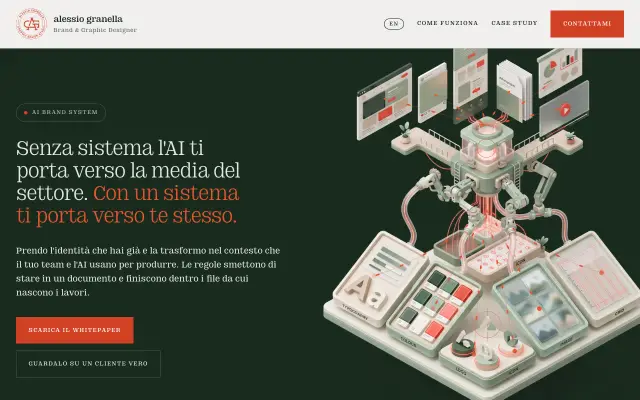 alessio granella
Brand & Graphic Designer
EN
COME FUNZIONA
CASE STUDY
CONTATTAMI
AI BRAND SYSTEM
Senza sistema l'AI ti
porta verso la media del
settore. Con un sistema
ti porta verso te stesso.
Prendo l'identità che hai già e la trasformo nel contesto che
il tuo team e l'AI usano per produrre. Le regole smettono di
stare in un documento e finiscono dentro i file da cui
nascono i lavori.
SCARICA IL WHITEPAPER
GUARDALO SU UN CLIENTE VERO
Aa